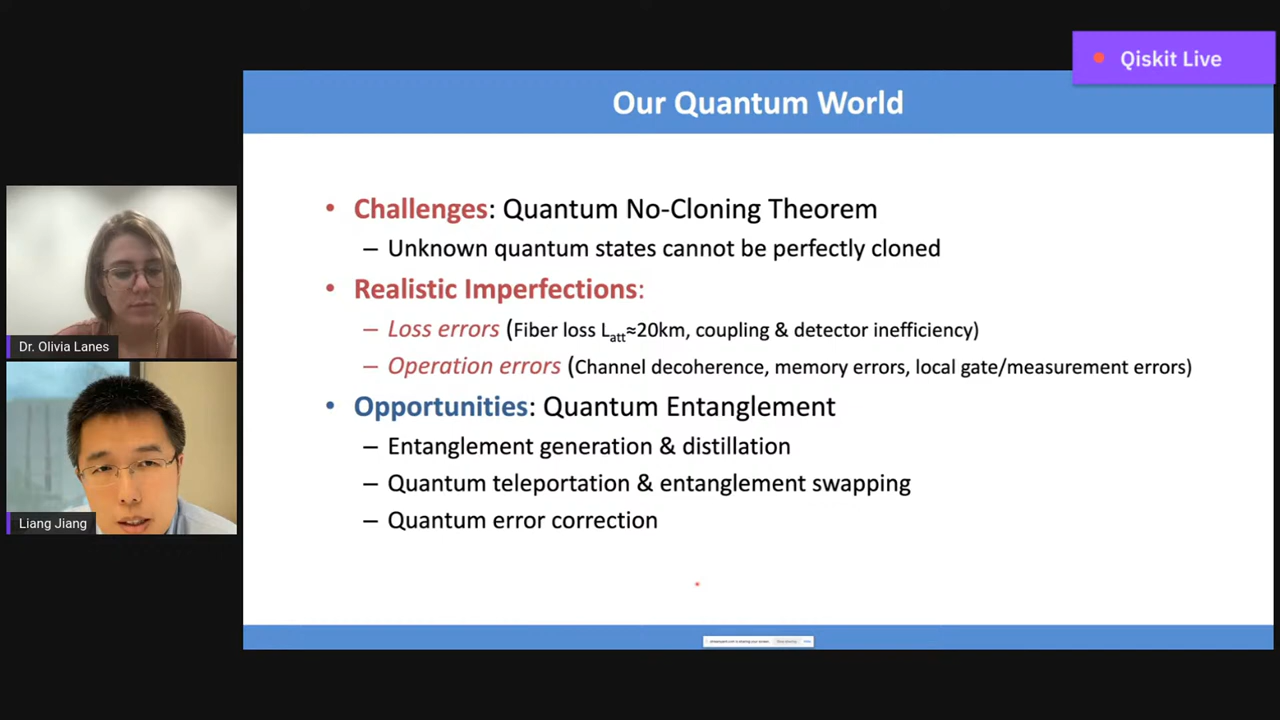 Qiskit Live
Our Quantum World
• Challenges: Quantum No-Cloning Theorem
– Unknown quantum states cannot be perfectly cloned
• Realistic Imperfections:
– Loss errors (Fiber loss Latt≈20km, coupling & detector inefficiency)
– Operation errors (Channel decoherence, memory errors, local gate/measurement errors)
• Opportunities: Quantum Entanglement
– Entanglement generation & distillation
– Quantum teleportation & entanglement swapping
– Quantum error correction
Dr. Olivia Lanes
Liang Jiang